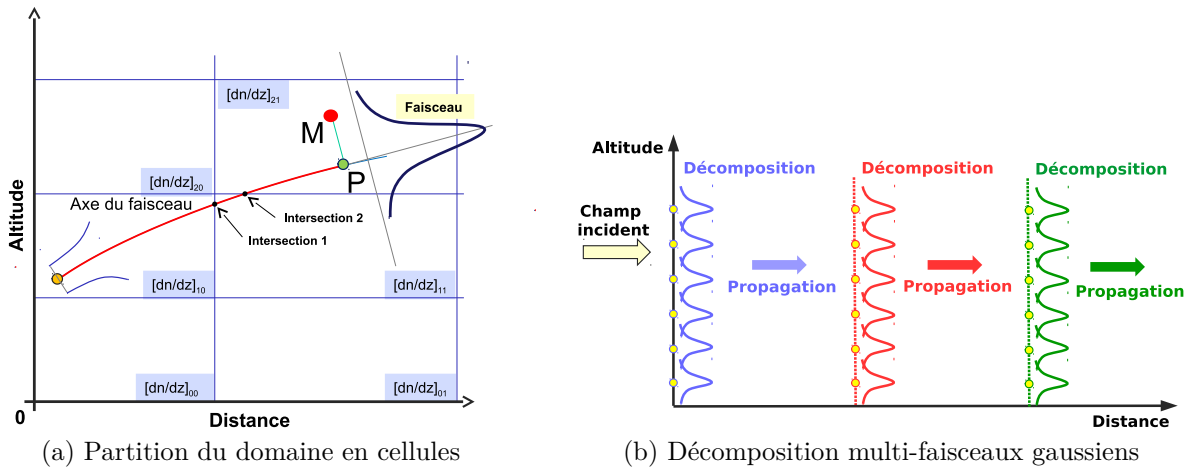 Altitude
[dn/dz]21
Faisceau
M
P
[dn/dz]20
Axe du faisceau
Intersection 2
Intersection 1
[dn/dz]10
[dn/dz]11
[dn/dz]00
[dn/dz]01
0
Distance
(a) Partition du domaine en cellules
Altitude
Décomposition
Décomposition
Décomposition
Champ
incident
Propagation
Propagation
Propagation
Distance
(b) Décomposition multi-faisceaux gaussiens